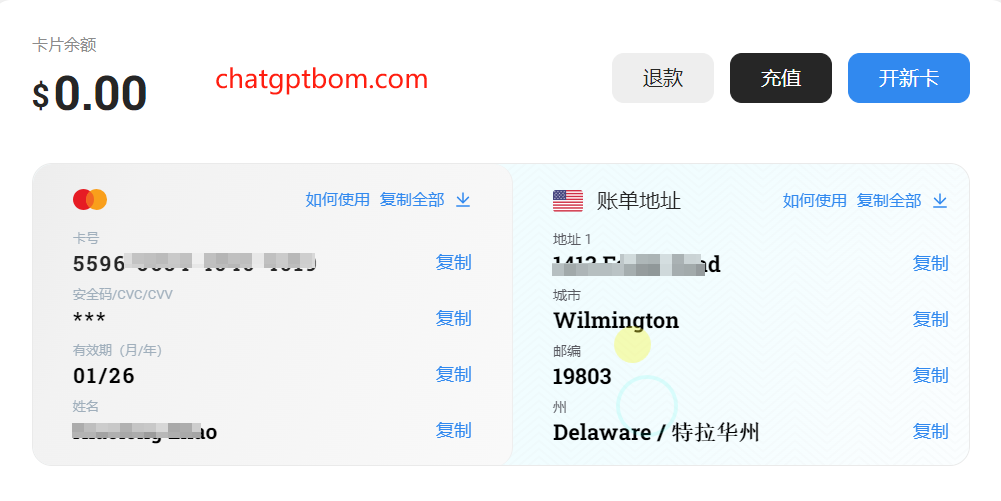 卡片余额
$0.00
chatgptbom.com
退款
充值
开新卡
如何使用 复制全部
卡号
5596
复制
安全码/CVC/CVV
***
复制
有效期（月/年）
01/26
复制
姓名
复制
账单地址
如何使用 复制全部
地址 1
复制
城市
Wilmington
复制
邮编
19803
复制
州
Delaware / 特拉华州
复制